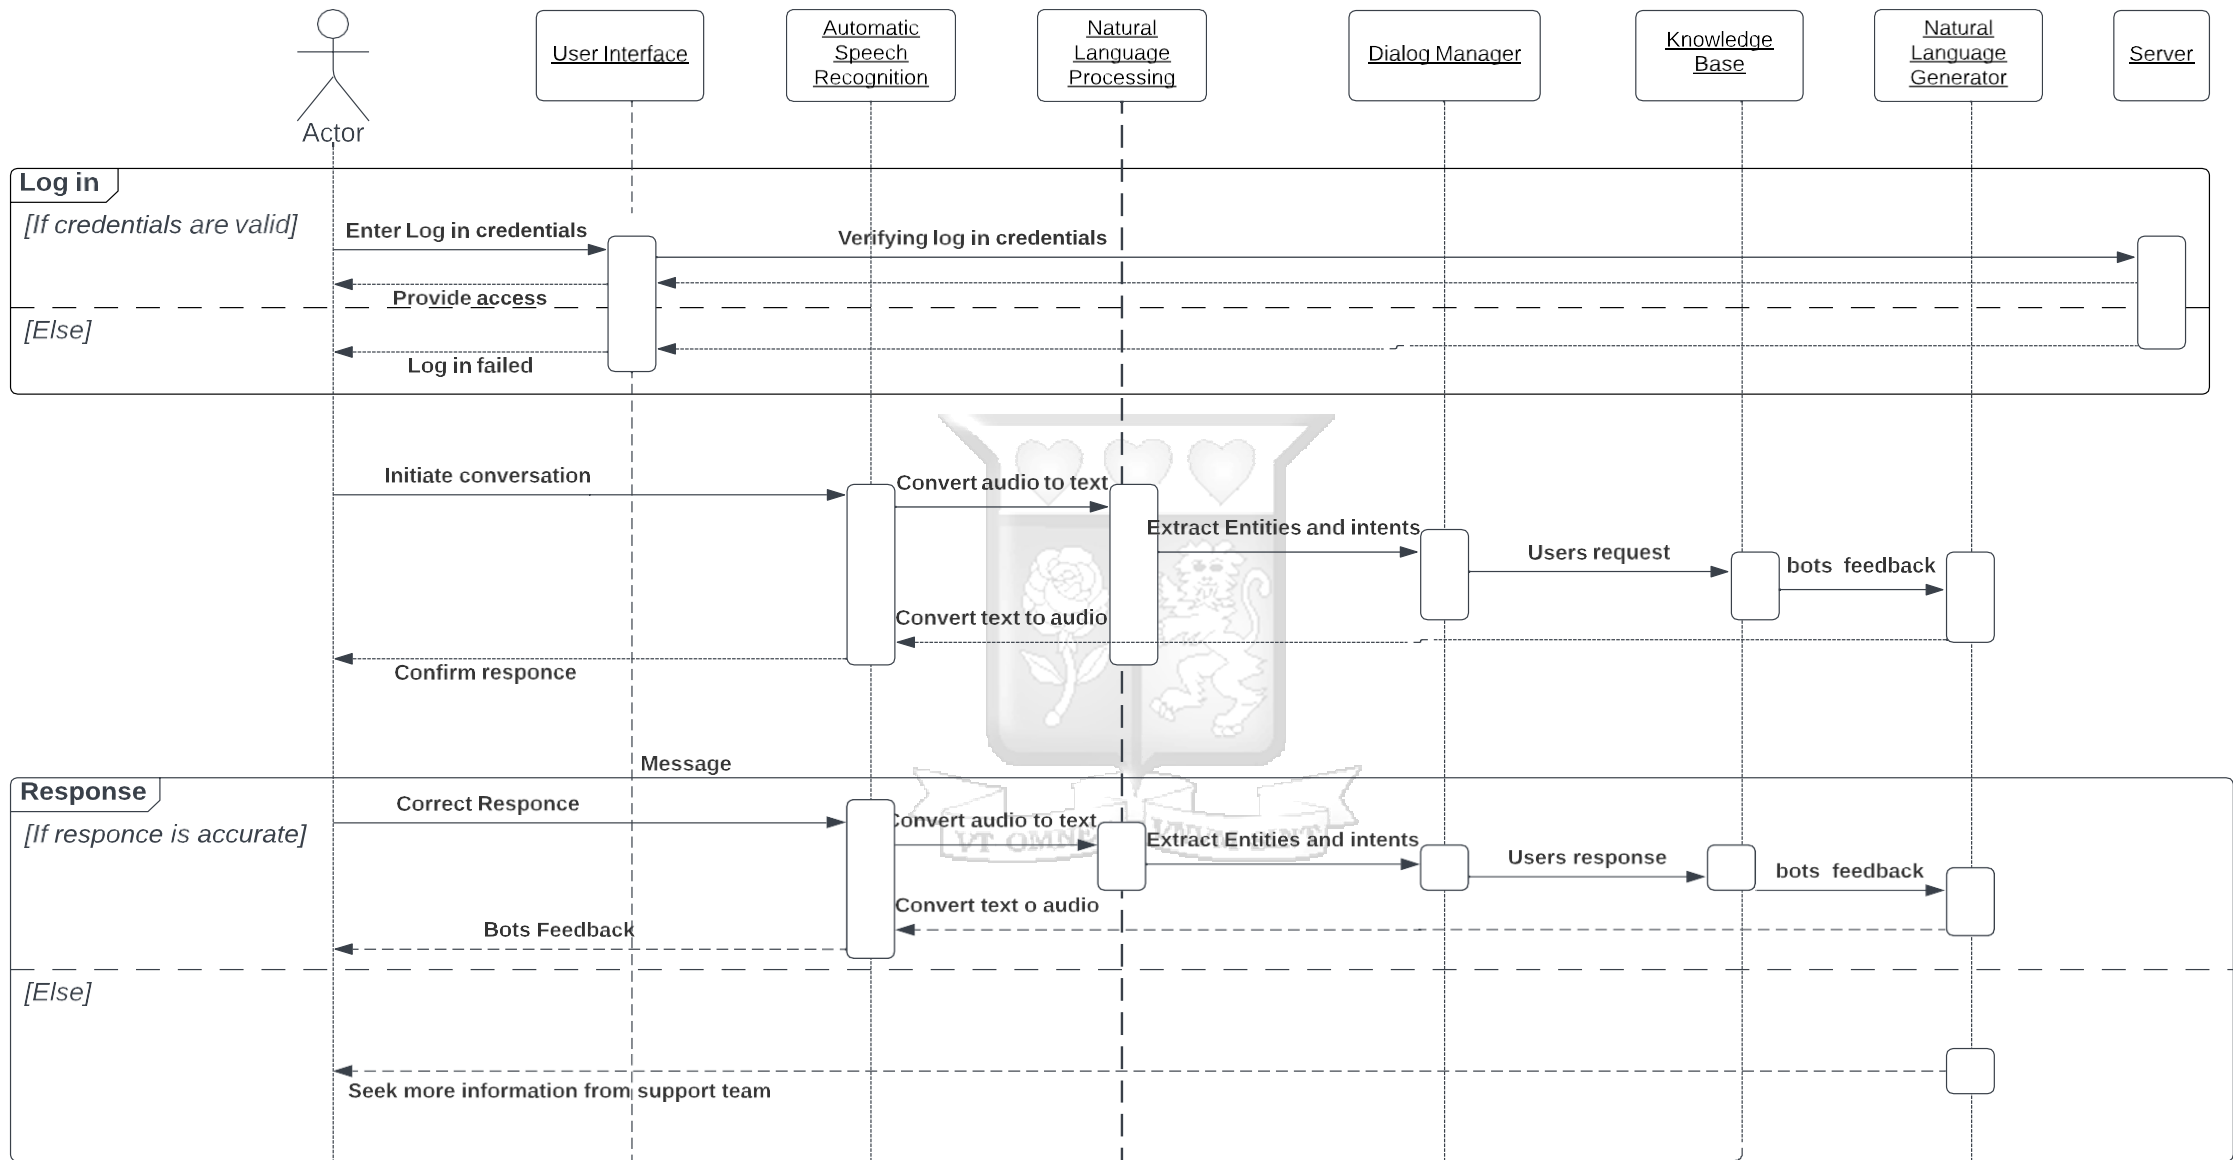 User Interface
Automatic
Speech
Recognition
Natural
Language
Processing
Dialog Manager
Knowledge
Base
Natural
Language
Generator
Server
Actor
Log in
[If credentials are valid]
Enter Log in credentials
Verifying log in credentials
Provide access
[Else]
Log in failed
Initiate conversation
Convert audio to text
Extract Entities and intents
Users request
bots feedback
Convert text to audio
Confirm responce
Message
Response
Correct Responce
[If responce is accurate]
Convert audio to text
Extract Entities and intents
Users response
bots feedback
Convert text o audio
Bots Feedback
[Else]
Seek more information from support team
VT OMNES
SINT